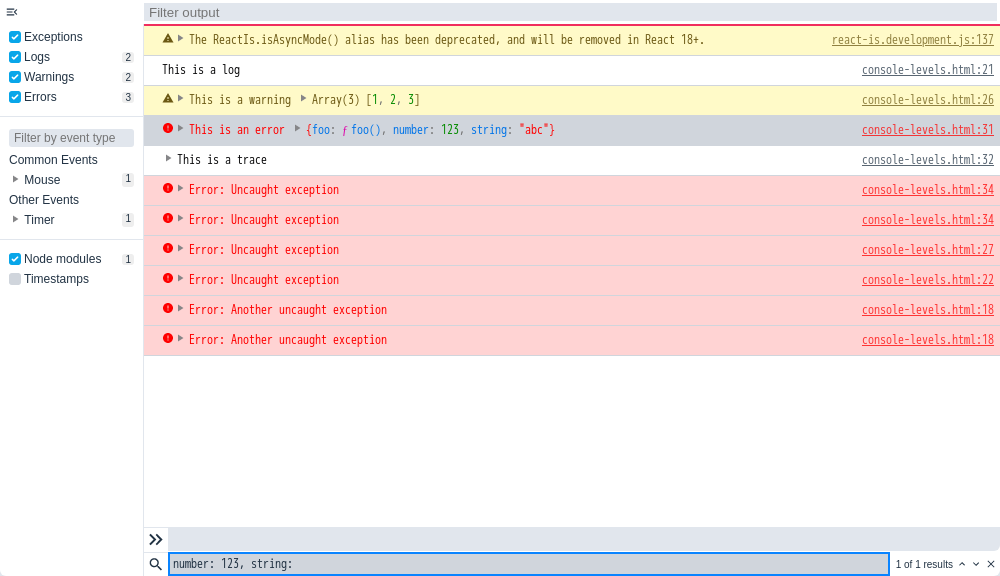 Exceptions
Logs 2
Warnings 2
Errors 3
Filter by event type
Common Events
Mouse 1
Other Events
Timer 1
Node modules 1
Timestamps
Filter output
The ReactIs.isAsyncMode() alias has been deprecated, and will be removed in React 18+. react-is.development.js:137
This is a log console-levels.html:21
This is a warning Array(3) [1, 2, 3] console-levels.html:26
This is an error {foo: ƒ foo(), number: 123, string: "abc"} console-levels.html:31
This is a trace console-levels.html:32
Error: Uncaught exception console-levels.html:34
Error: Uncaught exception console-levels.html:34
Error: Uncaught exception console-levels.html:27
Error: Uncaught exception console-levels.html:22
Error: Another uncaught exception console-levels.html:18
Error: Another uncaught exception console-levels.html:18
number: 123, string: 1 of 1 results